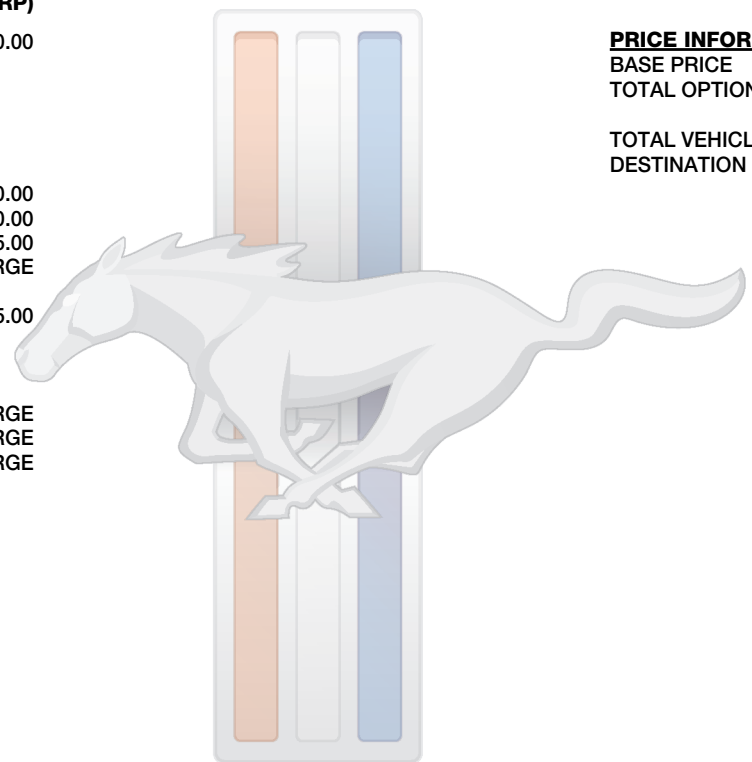 RP)
0.00
0.00
0.00
5.00
RGE
5.00
RGE
RGE
RGE
PRICE INFOR
BASE PRICE
TOTAL OPTION
TOTAL VEHICL
DESTINATION